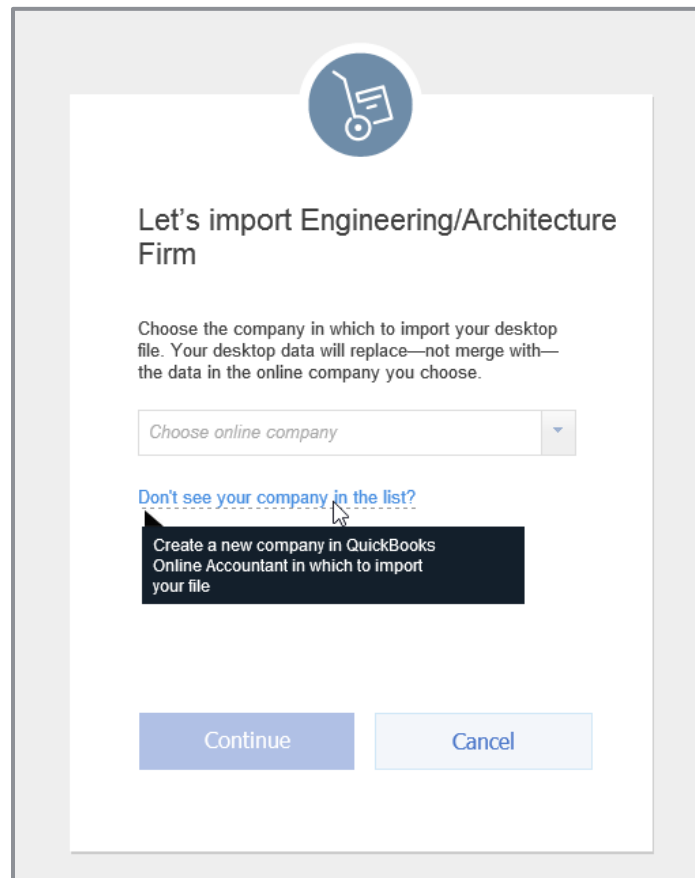 Let’s import Engineering/Architecture
Firm
Choose the company in which to import your desktop
file. Your desktop data will replace—not merge with—
the data in the online company you choose.
Choose online company
Don't see your company in the list?
Create a new company in QuickBooks
Online Accountant in which to import
your file
Continue
Cancel